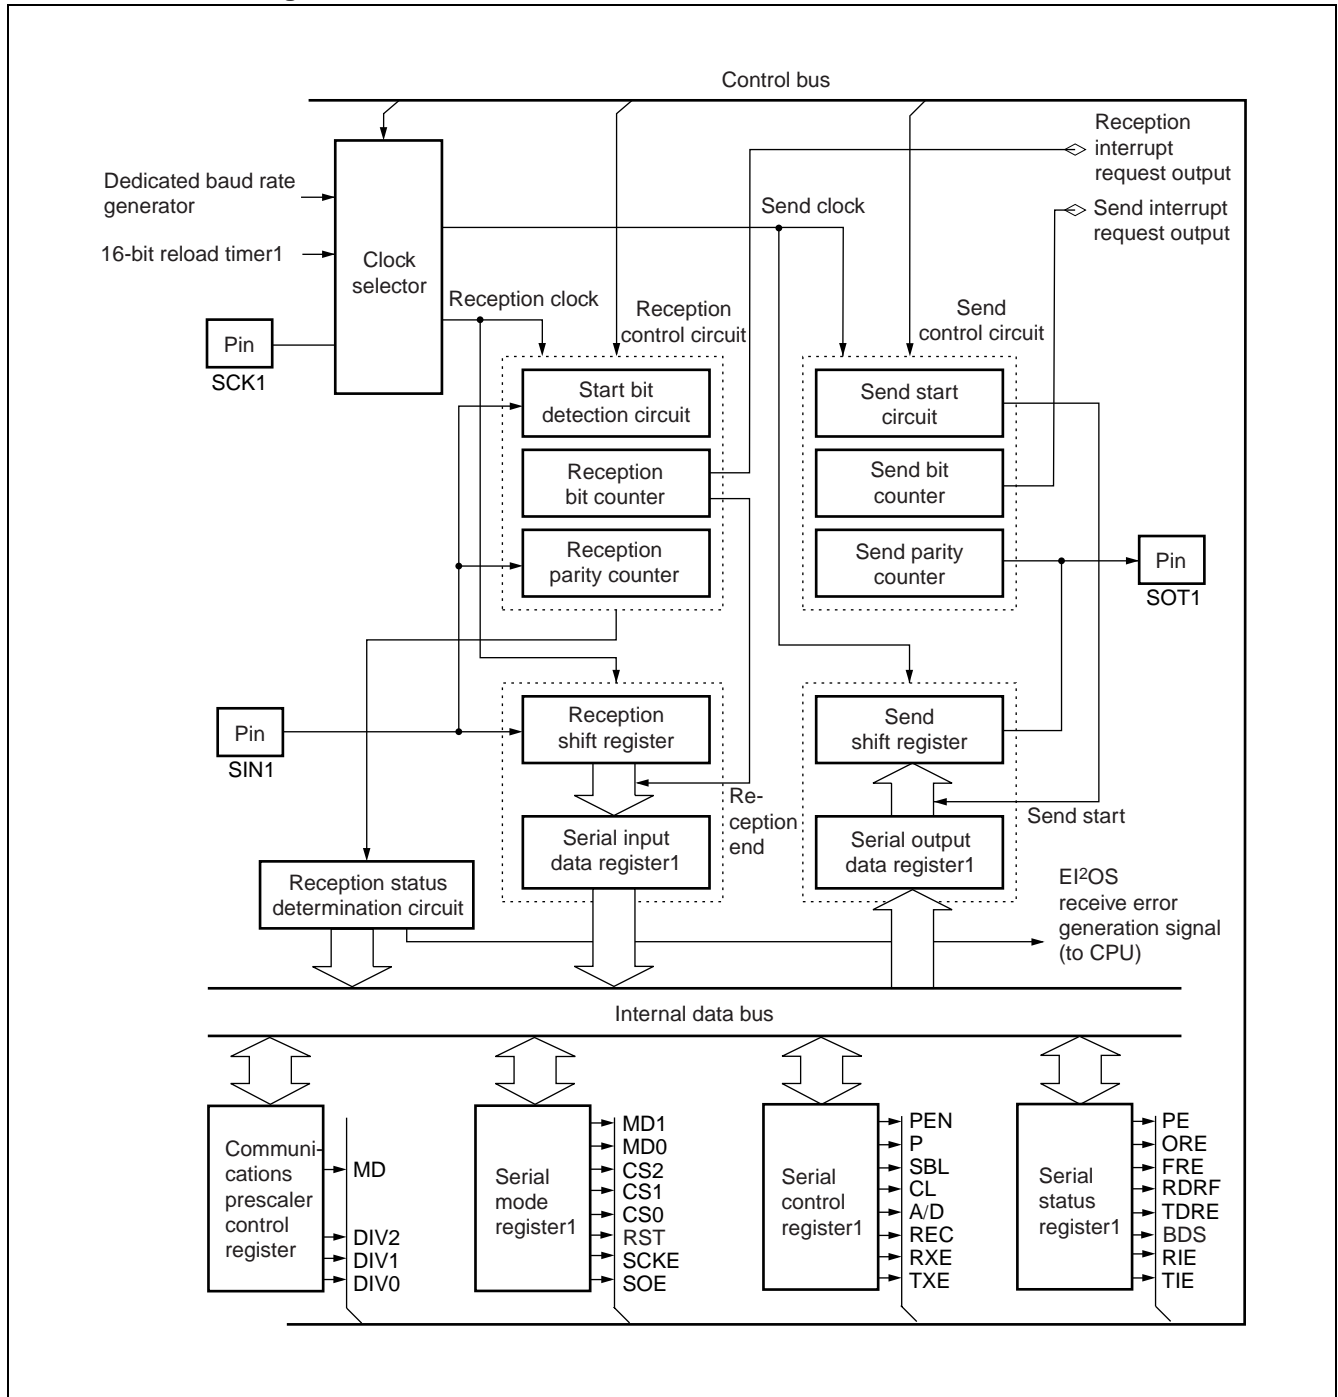 Control bus
Reception
interrupt
request output
Dedicated baud rate
generator
Send clock
Send interrupt
request output
16-bit reload timer1
Clock
selector
Reception clock
Reception
control circuit
Send
control circuit
Pin
SCK1
Start bit
detection circuit
Send start
circuit
Reception
bit counter
Send bit
counter
Reception
parity counter
Send parity
counter
Pin
SOT1
Pin
SIN1
Reception
shift register
Send
shift register
Re-
ception
end
Send start
Serial input
data register1
Serial output
data register1
Reception status
determination circuit
EI2OS
receive error
generation signal
(to CPU)
Internal data bus
Communi-
cations
prescaler
control
register
MD
DIV2
DIV1
DIV0
Serial
mode
register1
MD1
MD0
CS2
CS1
CS0
RST
SCKE
SOE
Serial
control
register1
PEN
P
SBL
CL
A/D
REC
RXE
TXE
Serial
status
register1
PE
ORE
FRE
RDRF
TDRE
BDS
RIE
TIE